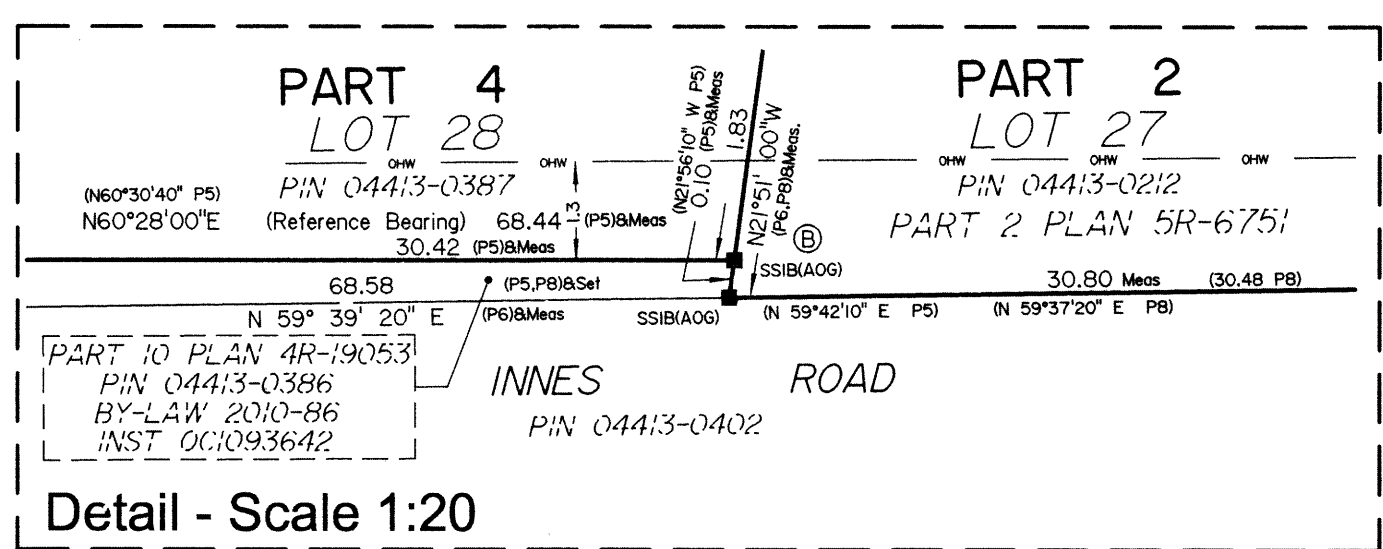 PART 4
LOT 28
OHW OHW
PIN 04413-0387
(N60°30'40" P5)
N60°28'00"E (Reference Bearing) 68.44 (P5)&Meas
30.42 (P5)&Meas
(N21°56'10" W P5)
0.10 (P5)&Meas
1.83
N21°51' 00"W
(P6,P8)&Meas.
B
SSIB(AOG)
PART 2
LOT 27
OHW OHW OHW
PIN 04413-0212
PART 2 PLAN 5R-6751
68.58 (P5,P8)&Set
N 59° 39' 20" E (P6)&Meas
SSIB(AOG)
30.80 Meas (30.48 P8)
(N 59°42'10" E P5) (N 59°37'20" E P8)
PART 10 PLAN 4R-19053
PIN 04413-0386
BY-LAW 2010-86
INST OC1093642
INNES ROAD
PIN 04413-0402
Detail - Scale 1:20